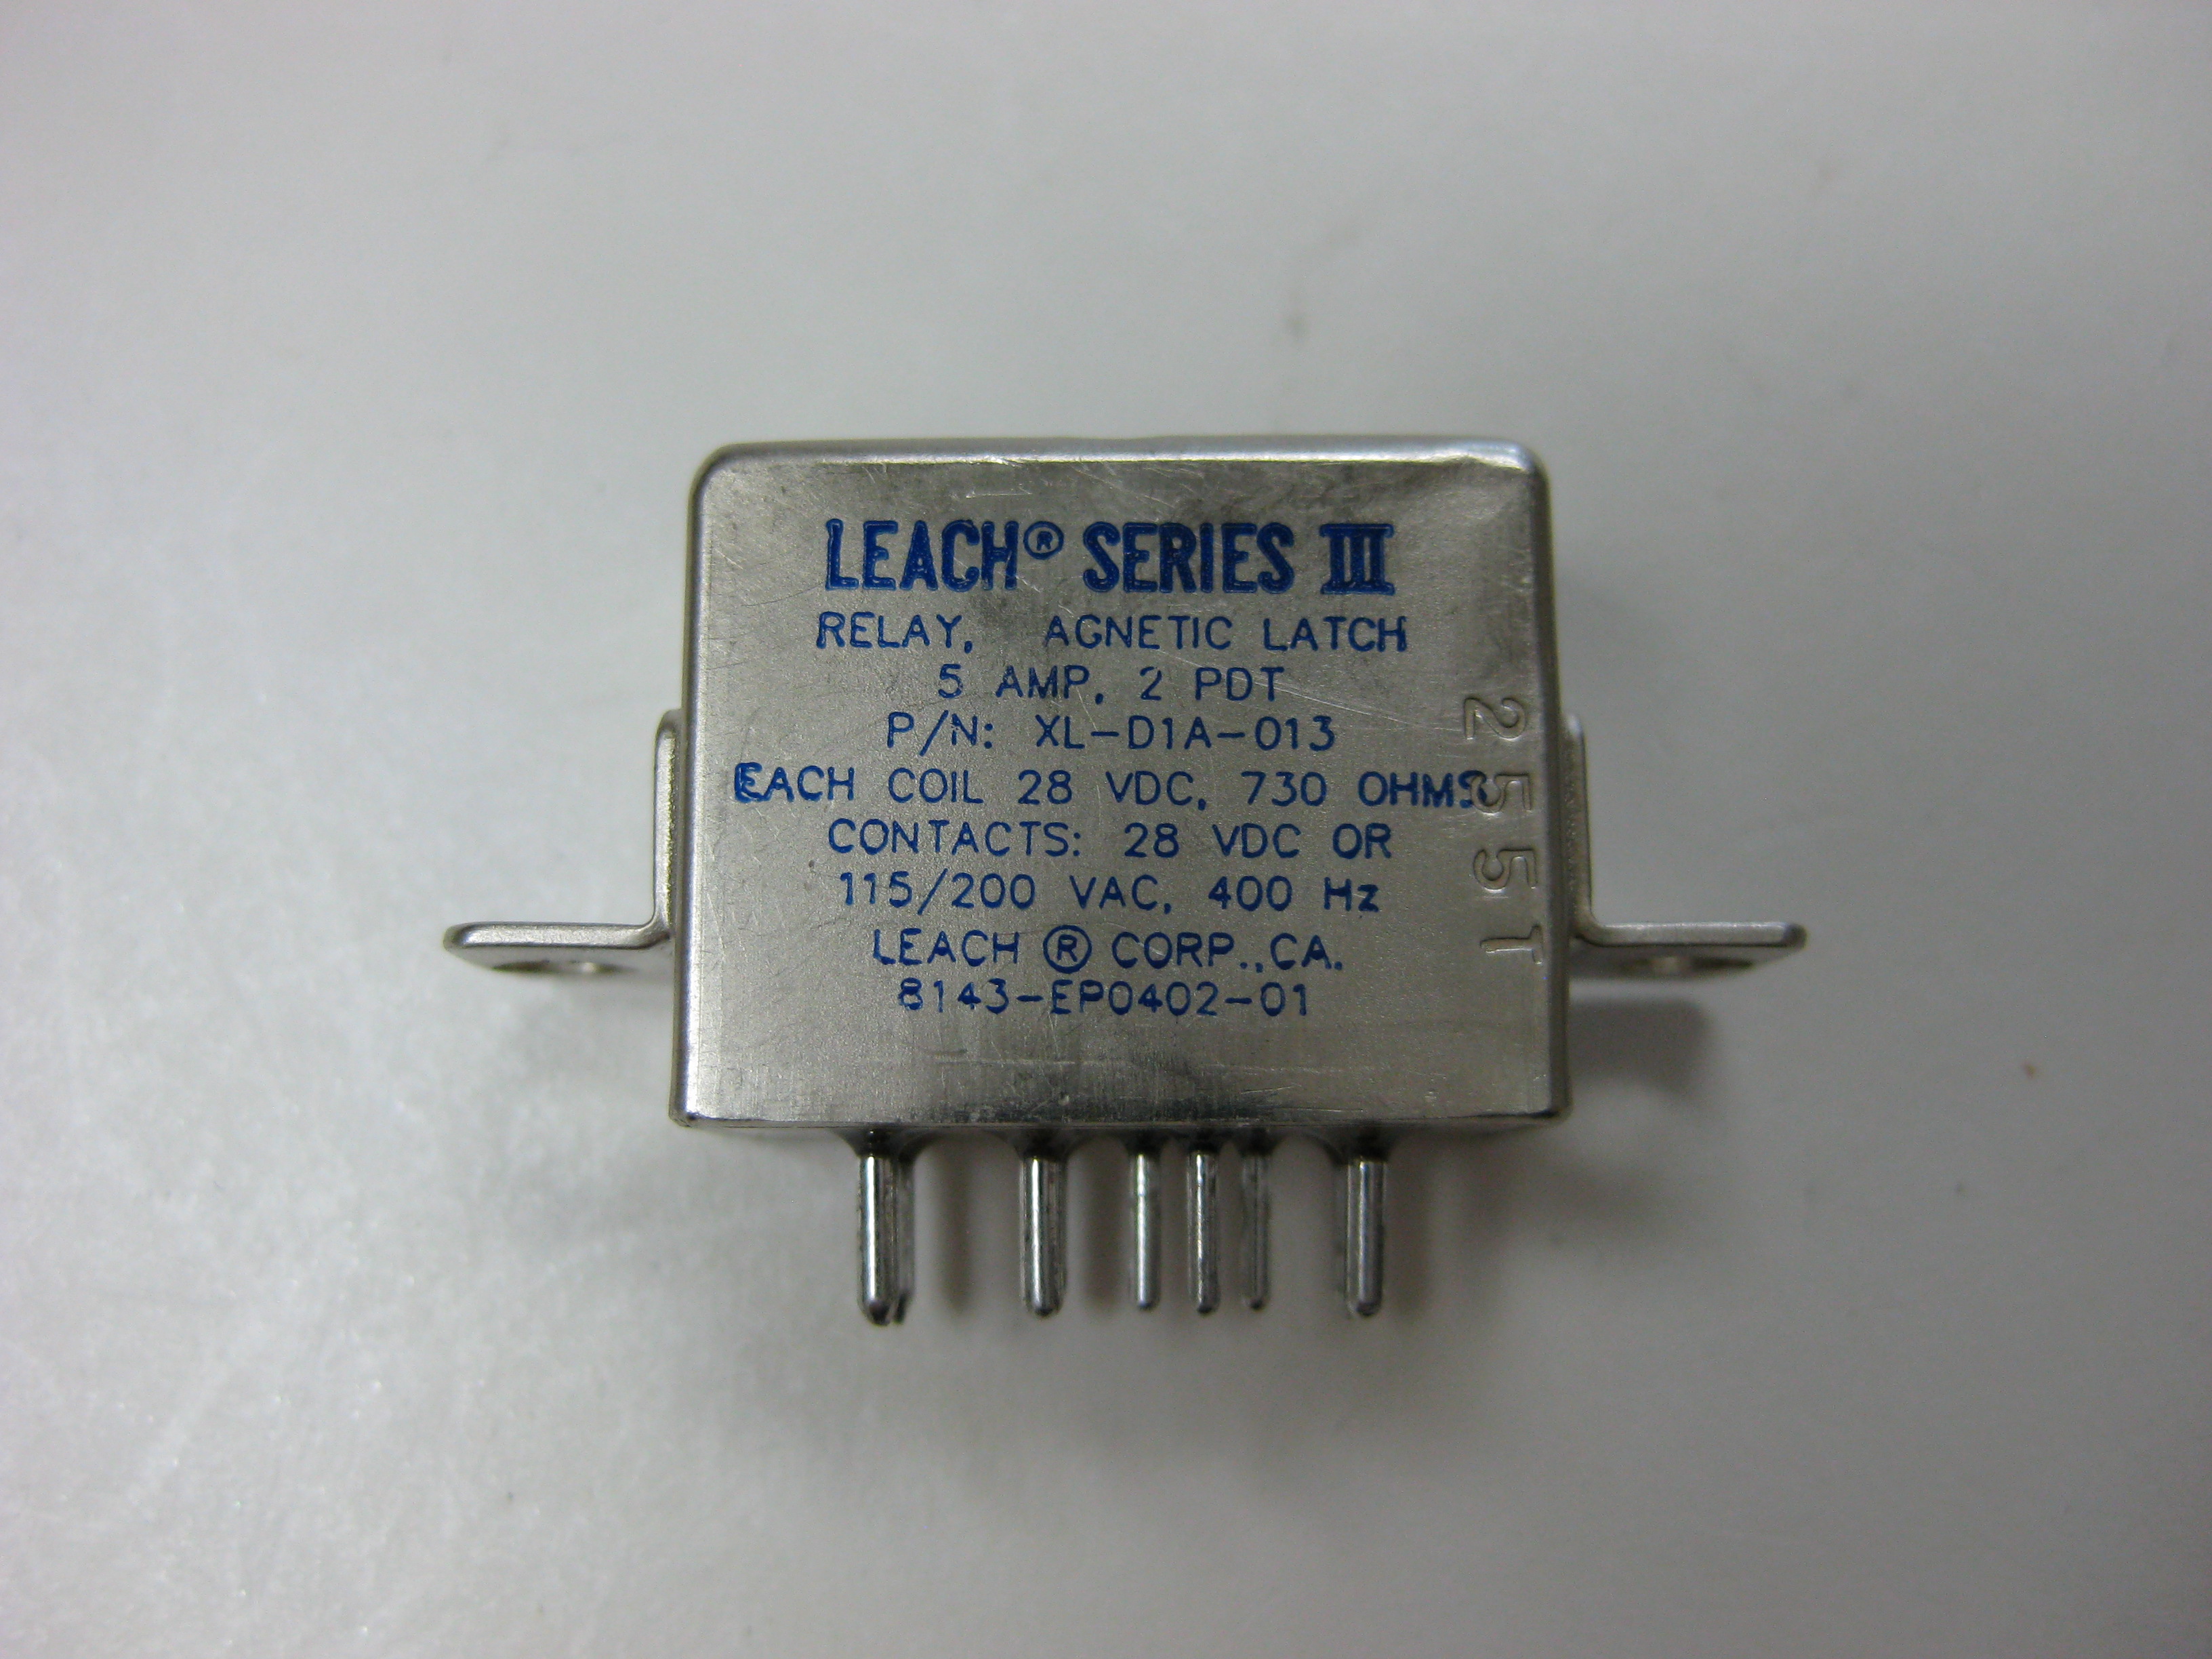 LEACH® SERIES III
RELAY, AGNETIC LATCH
5 AMP, 2 PDT
P/N: XL-D1A-013
EACH COIL 28 VDC, 730 OHMS
CONTACTS: 28 VDC OR
115/200 VAC, 400 Hz
LEACH ® CORP.,CA.
8143-EP0402-01
255T